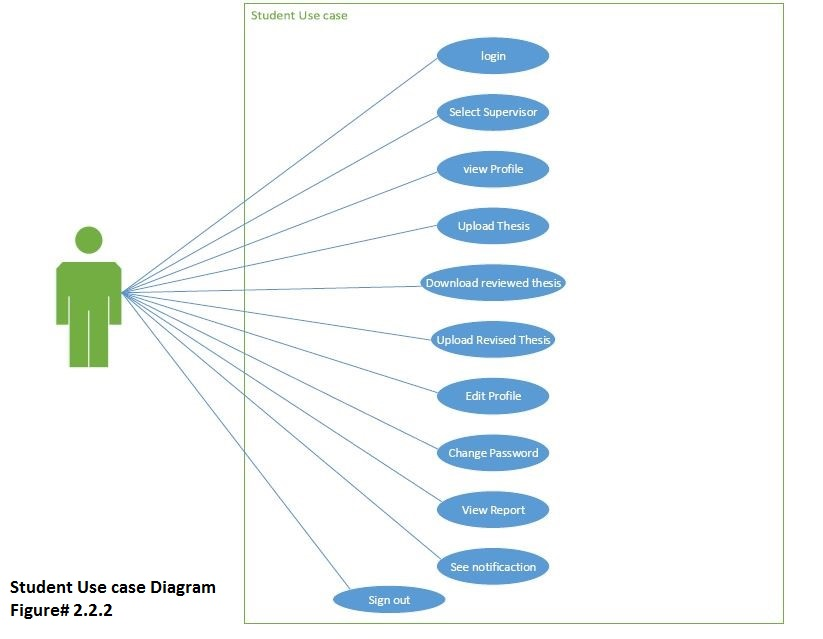 Student Use case
login
Select Supervisor
view Profile
Upload Thesis
Download reviewed thesis
Upload Revised Thesis
Edit Profile
Change Password
View Report
See notificaction
Sign out
Student Use case Diagram
Figure# 2.2.2